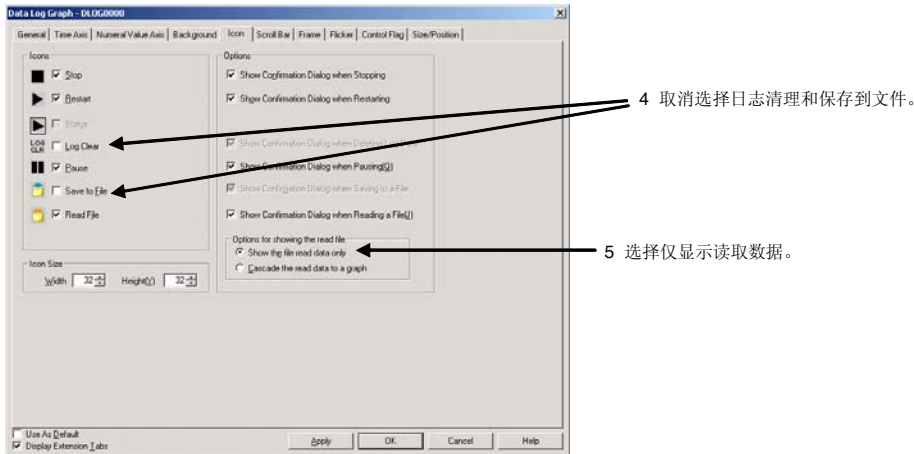 Data Log Graph - DLOG0000
General Time Axis Numeral Value Axis Background Icon Scroll Bar Frame Flicker Control Flag Size/Position
Icons
Stop
Restart
Status
LOG CLR Log Clear
Pause
Save to File
Read File
Icon Size
Width 32 Height(Y) 32
Options
Show Confirmation Dialog when Stopping
Show Confirmation Dialog when Restarting
Show Confirmation Dialog when Deleting
Show Confirmation Dialog when Pausing(Q)
Show Confirmation Dialog when Saving to a File
Show Confirmation Dialog when Reading a File(J)
Options for showing the read file
Show the file read data only
Cascade the read data to a graph
4 取消选择日志清理和保存到文件。
5 选择仅显示读取数据。
Use As Default
Display Extension Tabs
Apply OK Cancel Help